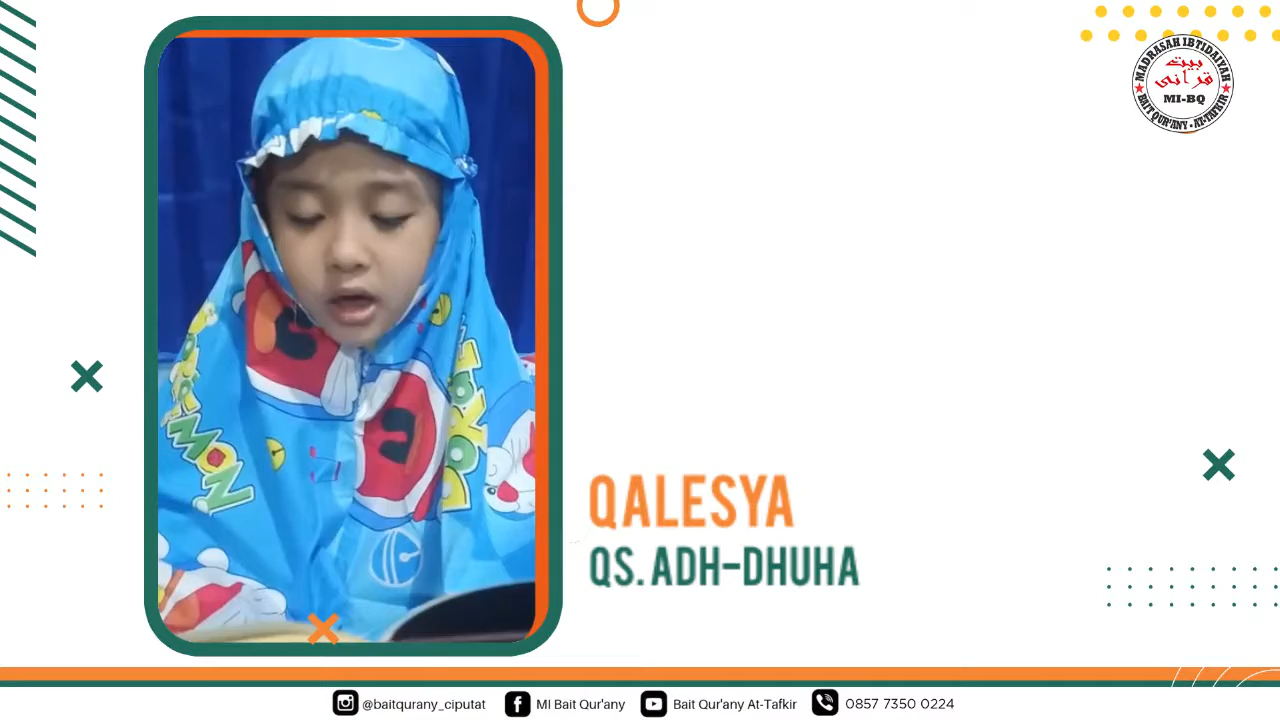 MADRASAH IBTIDAIYAH
بيت
قرآنی
MI-BQ
BAIT QUR'ANY • AT-TAFKIR
QALESYA
QS. ADH-DHUHA
@baitqurany_ciputat
MI Bait Qur'any
Bait Qur'any At-Tafkir
0857 7350 0224